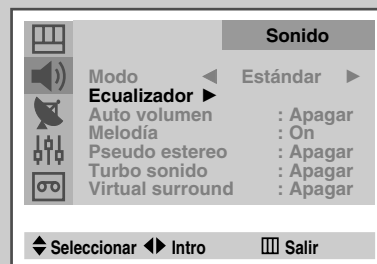 Sonido
Modo ◀ Estándar ▶
Ecualizador ▶
Auto volumen : Apagar
Melodía : On
Pseudo estereo : Apagar
Turbo sonido : Apagar
Virtual surround : Apagar
Seleccionar Intro Salir